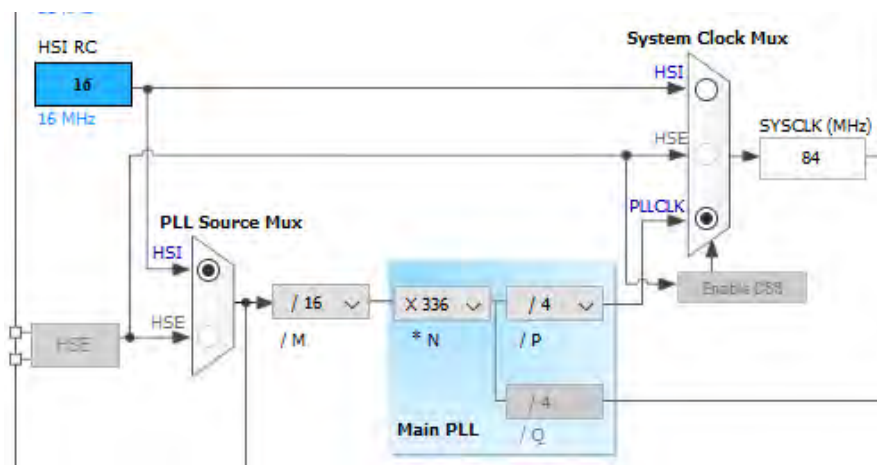 HSI RC
16
16 MHz
System Clock Mux
HSI
HSE
PLLCLK
SYSCLK (MHz)
84
Enable CSS
PLL Source Mux
HSI
HSE
HSE
/ 16
/ M
X 336
* N
/ 4
/ P
/ 4
/ Q
Main PLL